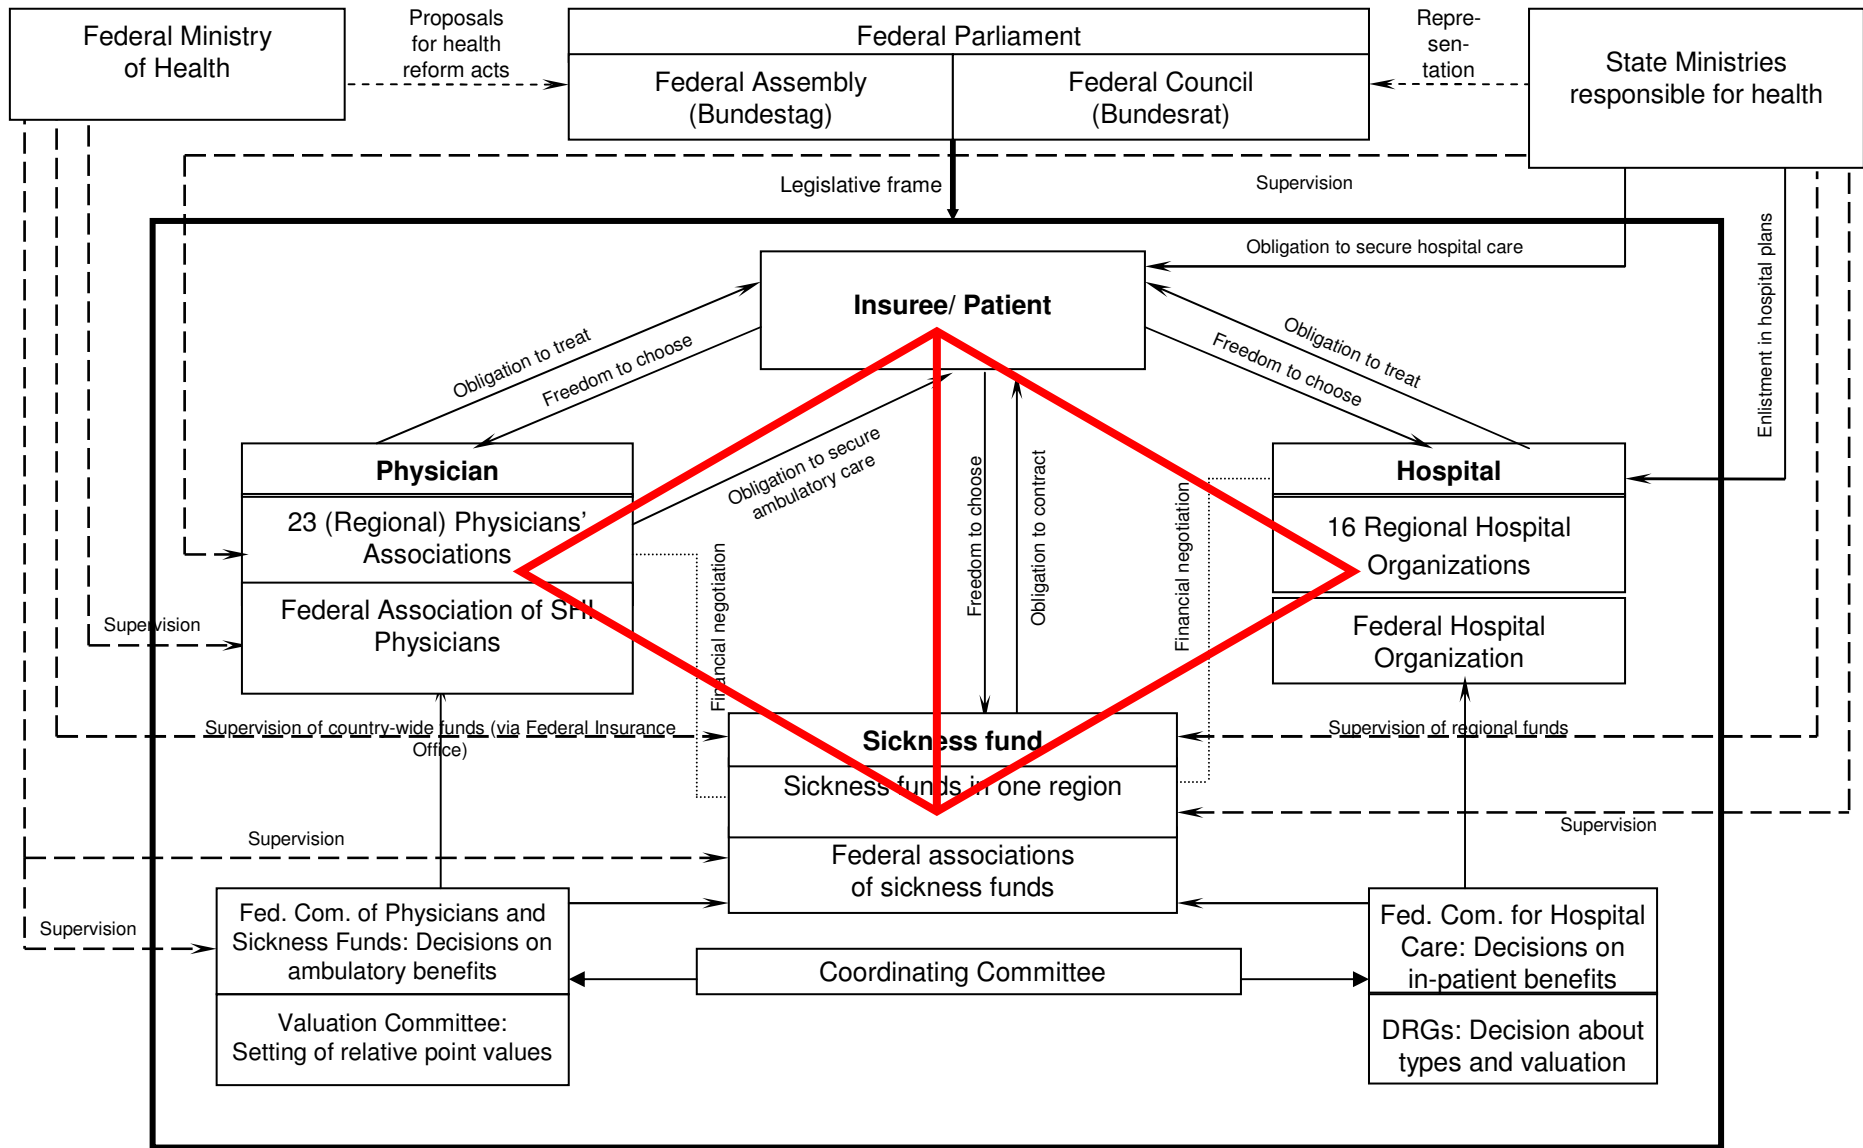 Federal Ministry
of Health
Proposals
for health
reform acts
Federal Parliament
Federal Assembly
(Bundestag)
Federal Council
(Bundesrat)
Repre-
sen-
tation
State Ministries
responsible for health
Legislative frame
Supervision
Obligation to secure hospital care
Enlistment in hospital plans
Insuree/ Patient
Obligation to treat
Freedom to choose
Obligation to treat
Freedom to choose
Obligation to secure
ambulatory care
Physician
23 (Regional) Physicians’
Associations
Federal Association of SHI
Physicians
Supervision
Financial negotiation
Freedom to choose
Obligation to contract
Financial negotiation
Hospital
16 Regional Hospital
Organizations
Federal Hospital
Organization
Supervision of country-wide funds (via Federal Insurance
Office)
Sickness fund
Sickness funds in one region
Federal associations
of sickness funds
Supervision of regional funds
Supervision
Supervision
Supervision
Fed. Com. of Physicians and
Sickness Funds: Decisions on
ambulatory benefits
Valuation Committee:
Setting of relative point values
Coordinating Committee
Fed. Com. for Hospital
Care: Decisions on
in-patient benefits
DRGs: Decision about
types and valuation